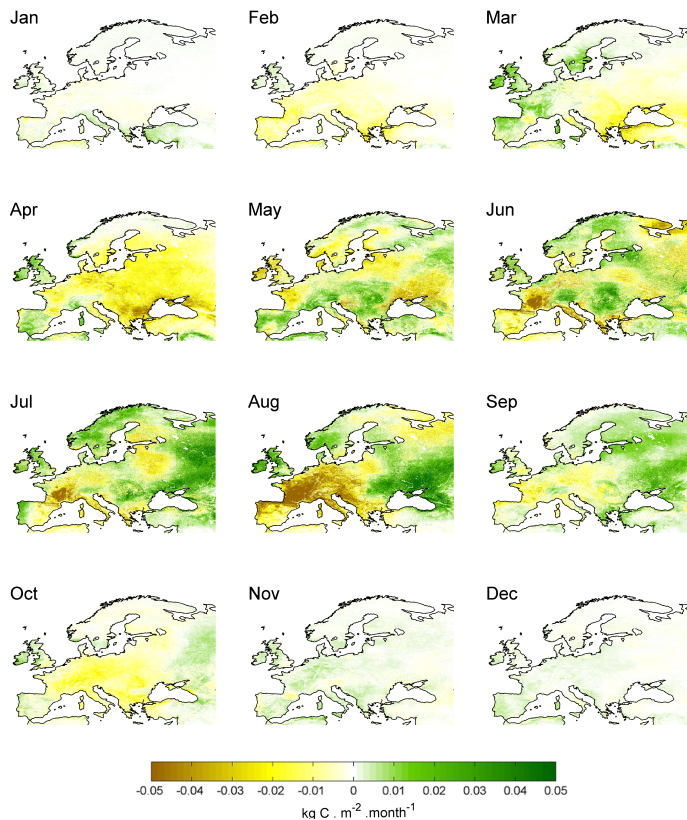 Jan Feb Mar
Apr May Jun
Jul Aug Sep
Oct Nov Dec
-0.05 -0.04 -0.03 -0.02 -0.01 0 0.01 0.02 0.03 0.04 0.05
kg C . m⁻² .month⁻¹